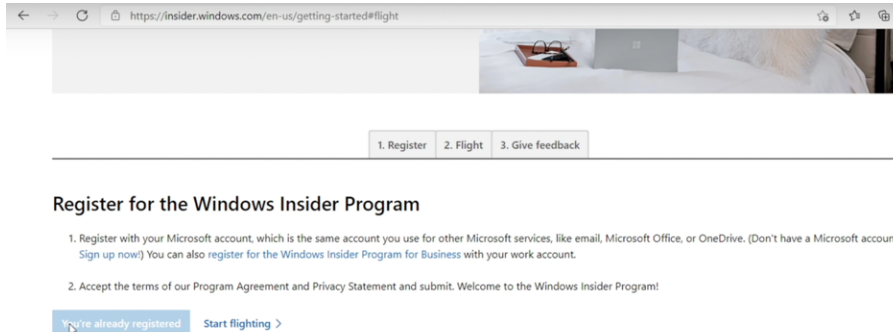 https://insider.windows.com/en-us/getting-started#flight
1. Register
2. Flight
3. Give feedback
Register for the Windows Insider Program
1. Register with your Microsoft account, which is the same account you use for other Microsoft services, like email, Microsoft Office, or OneDrive. (Don't have a Microsoft accoun
Sign up now!) You can also register for the Windows Insider Program for Business with your work account.
2. Accept the terms of our Program Agreement and Privacy Statement and submit. Welcome to the Windows Insider Program!
You're already registered
Start flighting >